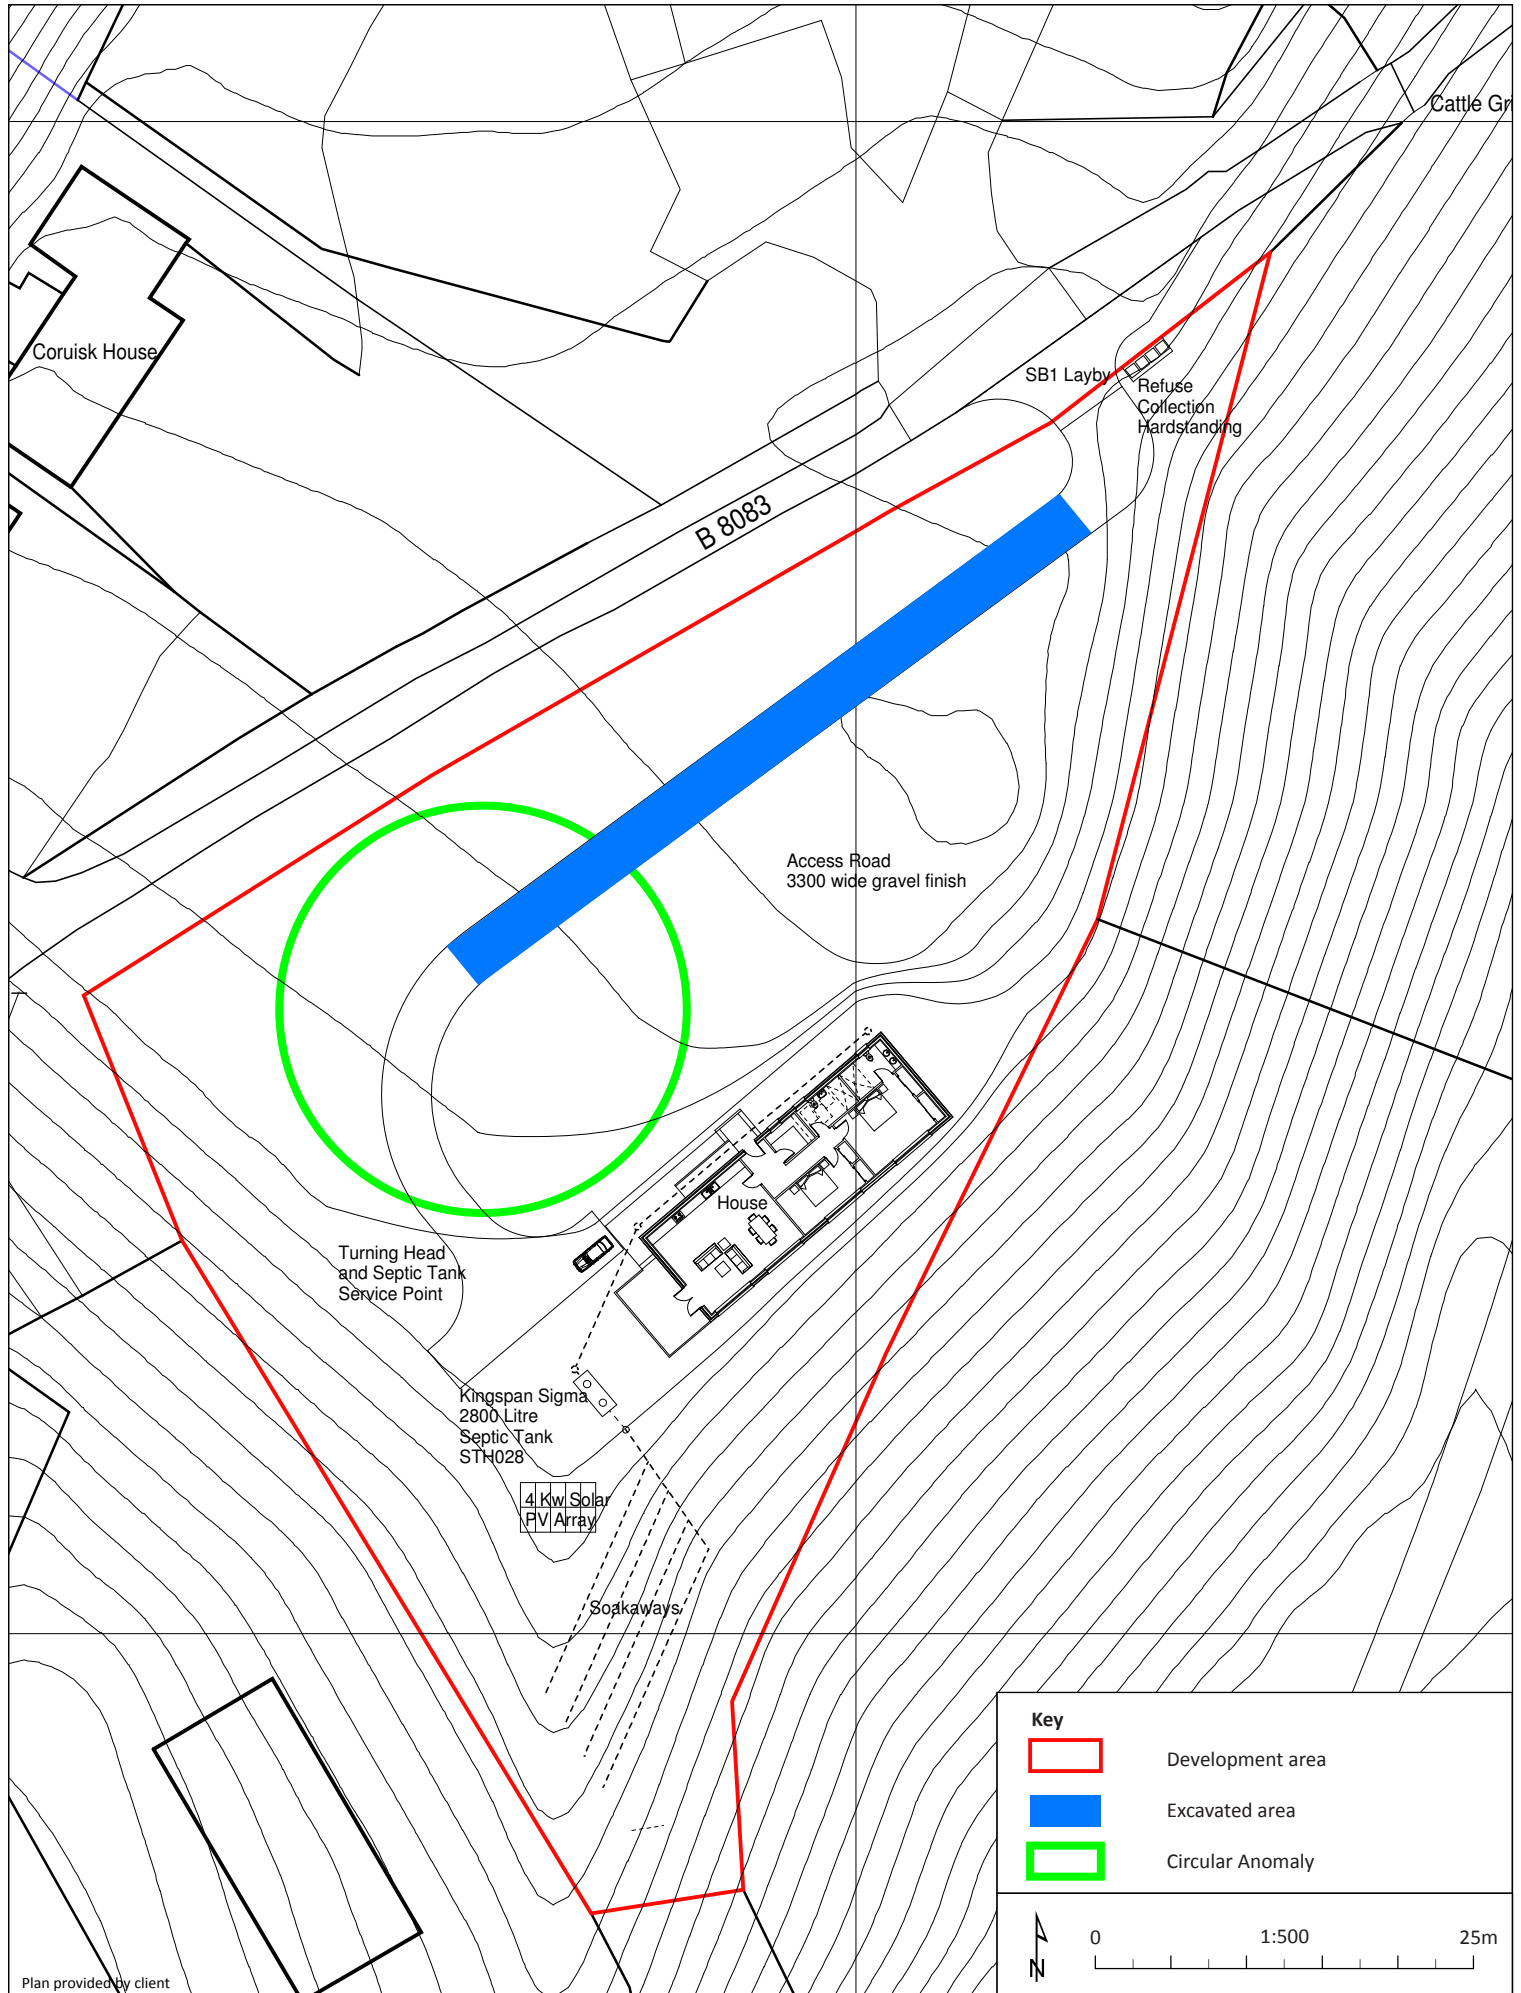 Cattle Gr
Coruisk House
SB1 Layby
Refuse
Collection
Hardstanding
B 8083
Access Road
3300 wide gravel finish
House
Turning Head
and Septic Tank
Service Point
Kingspan Sigma
2800 Litre
Septic Tank
STH028
4 Kw Solar
PV Array
Soakaways
Key
Development area
Excavated area
Circular Anomaly
N
0 1:500 25m
Plan provided by client